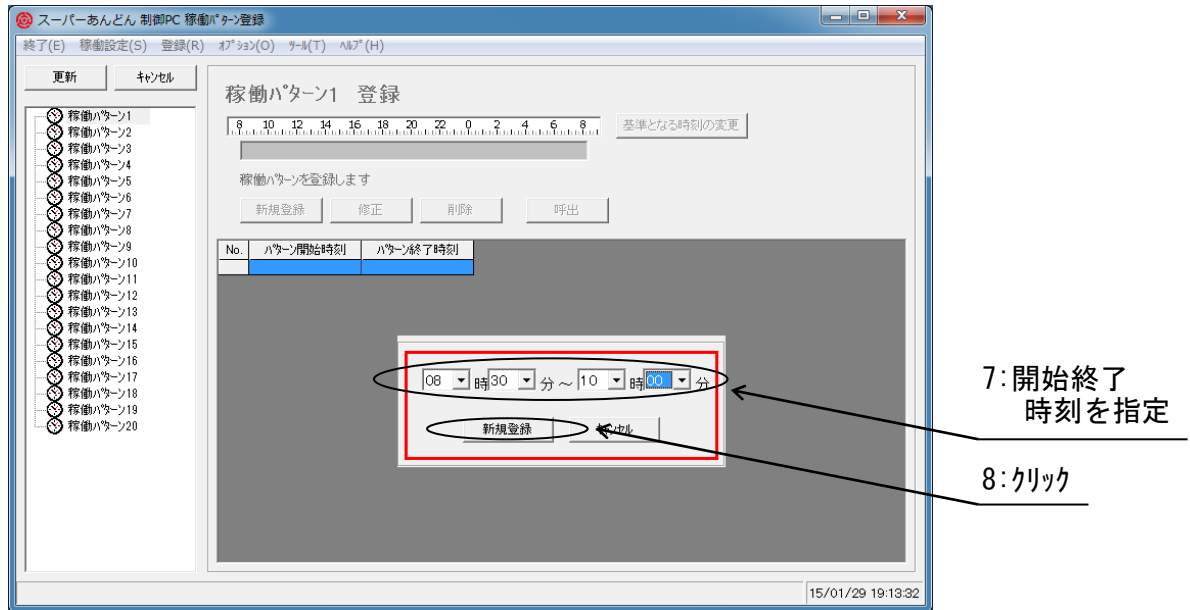 スーパーあんどん 制御PC 稼働ﾊﾟﾀｰﾝ登録
終了(E) 稼働設定(S) 登録(R) ｵﾌﾟｼｮﾝ(O) ﾂｰﾙ(T) ﾍﾙﾌﾟ(H)
更新 ｷｬﾝｾﾙ
稼働ﾊﾟﾀｰﾝ1
稼働ﾊﾟﾀｰﾝ2
稼働ﾊﾟﾀｰﾝ3
稼働ﾊﾟﾀｰﾝ4
稼働ﾊﾟﾀｰﾝ5
稼働ﾊﾟﾀｰﾝ6
稼働ﾊﾟﾀｰﾝ7
稼働ﾊﾟﾀｰﾝ8
稼働ﾊﾟﾀｰﾝ9
稼働ﾊﾟﾀｰﾝ10
稼働ﾊﾟﾀｰﾝ11
稼働ﾊﾟﾀｰﾝ12
稼働ﾊﾟﾀｰﾝ13
稼働ﾊﾟﾀｰﾝ14
稼働ﾊﾟﾀｰﾝ15
稼働ﾊﾟﾀｰﾝ16
稼働ﾊﾟﾀｰﾝ17
稼働ﾊﾟﾀｰﾝ18
稼働ﾊﾟﾀｰﾝ19
稼働ﾊﾟﾀｰﾝ20
稼働ﾊﾟﾀｰﾝ1 登録
8 10 12 14 16 18 20 22 0 2 4 6 8
基準となる時刻の変更
稼働ﾊﾟﾀｰﾝを登録します
新規登録 修正 削除 呼出
No. ﾊﾟﾀｰﾝ開始時刻 ﾊﾟﾀｰﾝ終了時刻
08 時 30 分 ～ 10 時 00 分
新規登録 ｷｬﾝｾﾙ
7:開始終了
時刻を指定
8:ｸﾘｯｸ
15/01/29 19:13:32